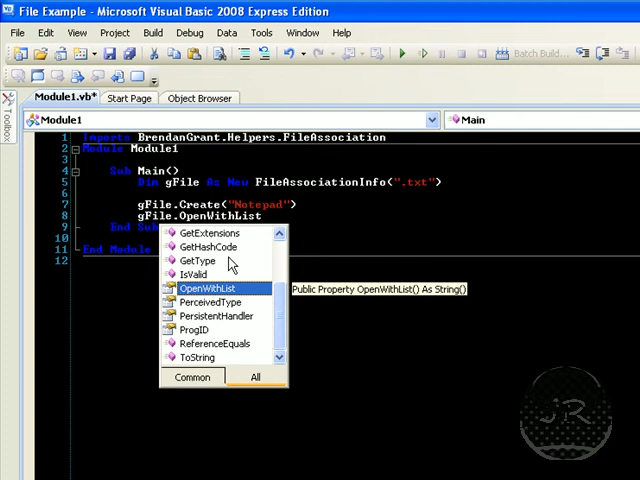 File Example - Microsoft Visual Basic 2008 Express Edition
File Edit View Project Build Debug Data Tools Window Help
Batch Build...
Module1.vb* Start Page Object Browser
Toolbox
Module1 Main
1 Imports BrendanGrant.Helpers.FileAssociation
2 Module Module1
3
4 Sub Main()
5 Dim gFile As New FileAssociationInfo(".txt")
6
7 gFile.Create("Notepad")
8 gFile.OpenWithList
9 End Sub
10
11 End Module
12
GetExtensions
GetHashCode
GetType
IsValid
OpenWithList Public Property OpenWithList() As String()
PerceivedType
PersistentHandler
ProgID
ReferenceEquals
ToString
Common All
JR